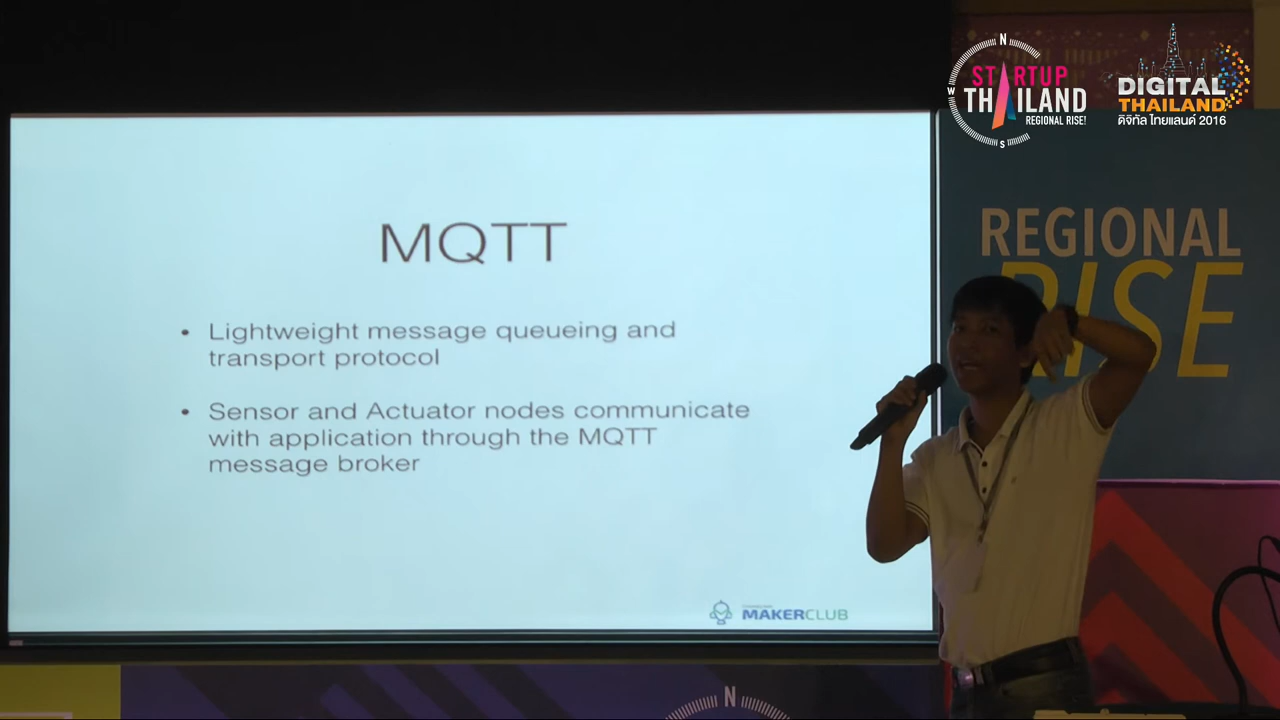 N
STARTUP
W
THAILAND
REGIONAL RISE!
S
DIGITAL
THAILAND
ดิจิทัล ไทยแลนด์ 2016
REGIONAL
RISE
MQTT
• Lightweight message queueing and
transport protocol
• Sensor and Actuator nodes communicate
with application through the MQTT
message broker
MAKERCLUB
N